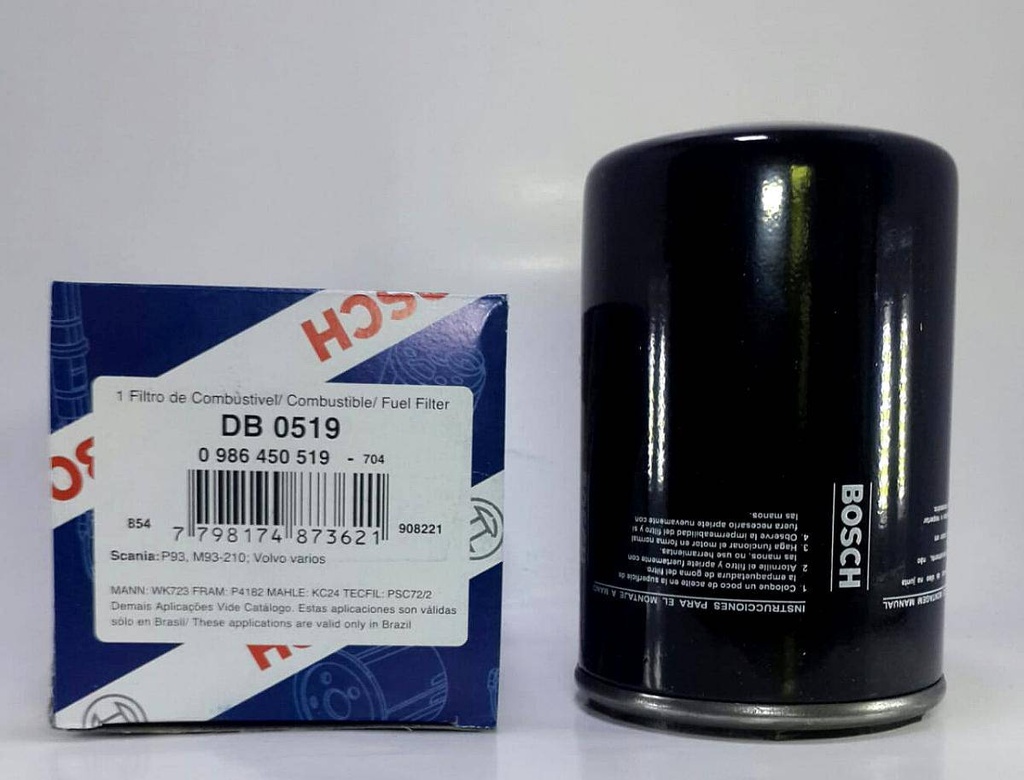 BOSCH
1 Filtro de Combustivel/ Combustible/ Fuel Filter
DB 0519
0 986 450 519 - 704
B54
7 798174 873621
908221
Scania: P93, M93-210; Volvo varios
MANN: WK723 FRAM: P4182 MAHLE: KC24 TECFIL: PSC72/2
Demais Aplicações Vide Catálogo. Estas aplicaciones son válidas
sólo en Brasil/ These applications are valid only in Brazil
BOSCH
INSTRUCCIONES PARA EL MONTAJE A
1. Coloque un poco de aceite en la superficie de
la empaquetadura de goma del filtro
2. Atornille el filtro y apriete fuertemente con
las manos, no use herramientas.
3. Haga funcionar el motor en forma normal
4. Observe la impermeabilidad del filtro y si
fuera necesario apriete nuevamente con
las manos.
MONTAGEM MANUAL